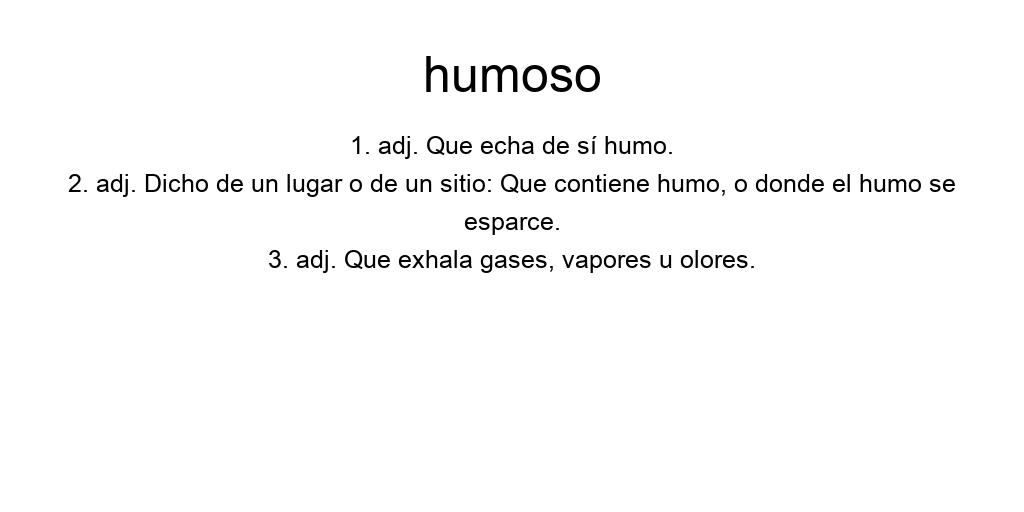 humoso
1. adj. Que echa de sí humo.
2. adj. Dicho de un lugar o de un sitio: Que contiene humo, o donde el humo se
esparce.
3. adj. Que exhala gases, vapores u olores.